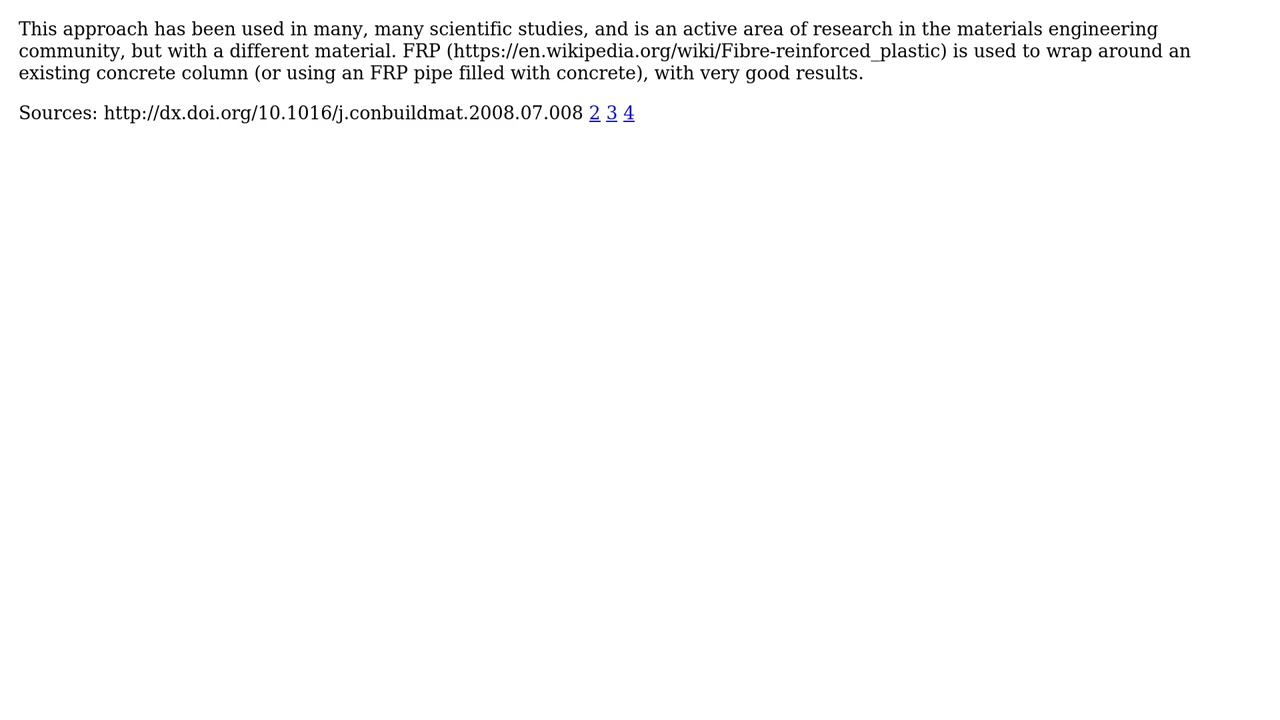 This approach has been used in many, many scientific studies, and is an active area of research in the materials engineering
community, but with a different material. FRP (https://en.wikipedia.org/wiki/Fibre-reinforced_plastic) is used to wrap around an
existing concrete column (or using an FRP pipe filled with concrete), with very good results.
Sources: http://dx.doi.org/10.1016/j.conbuildmat.2008.07.008 2 3 4